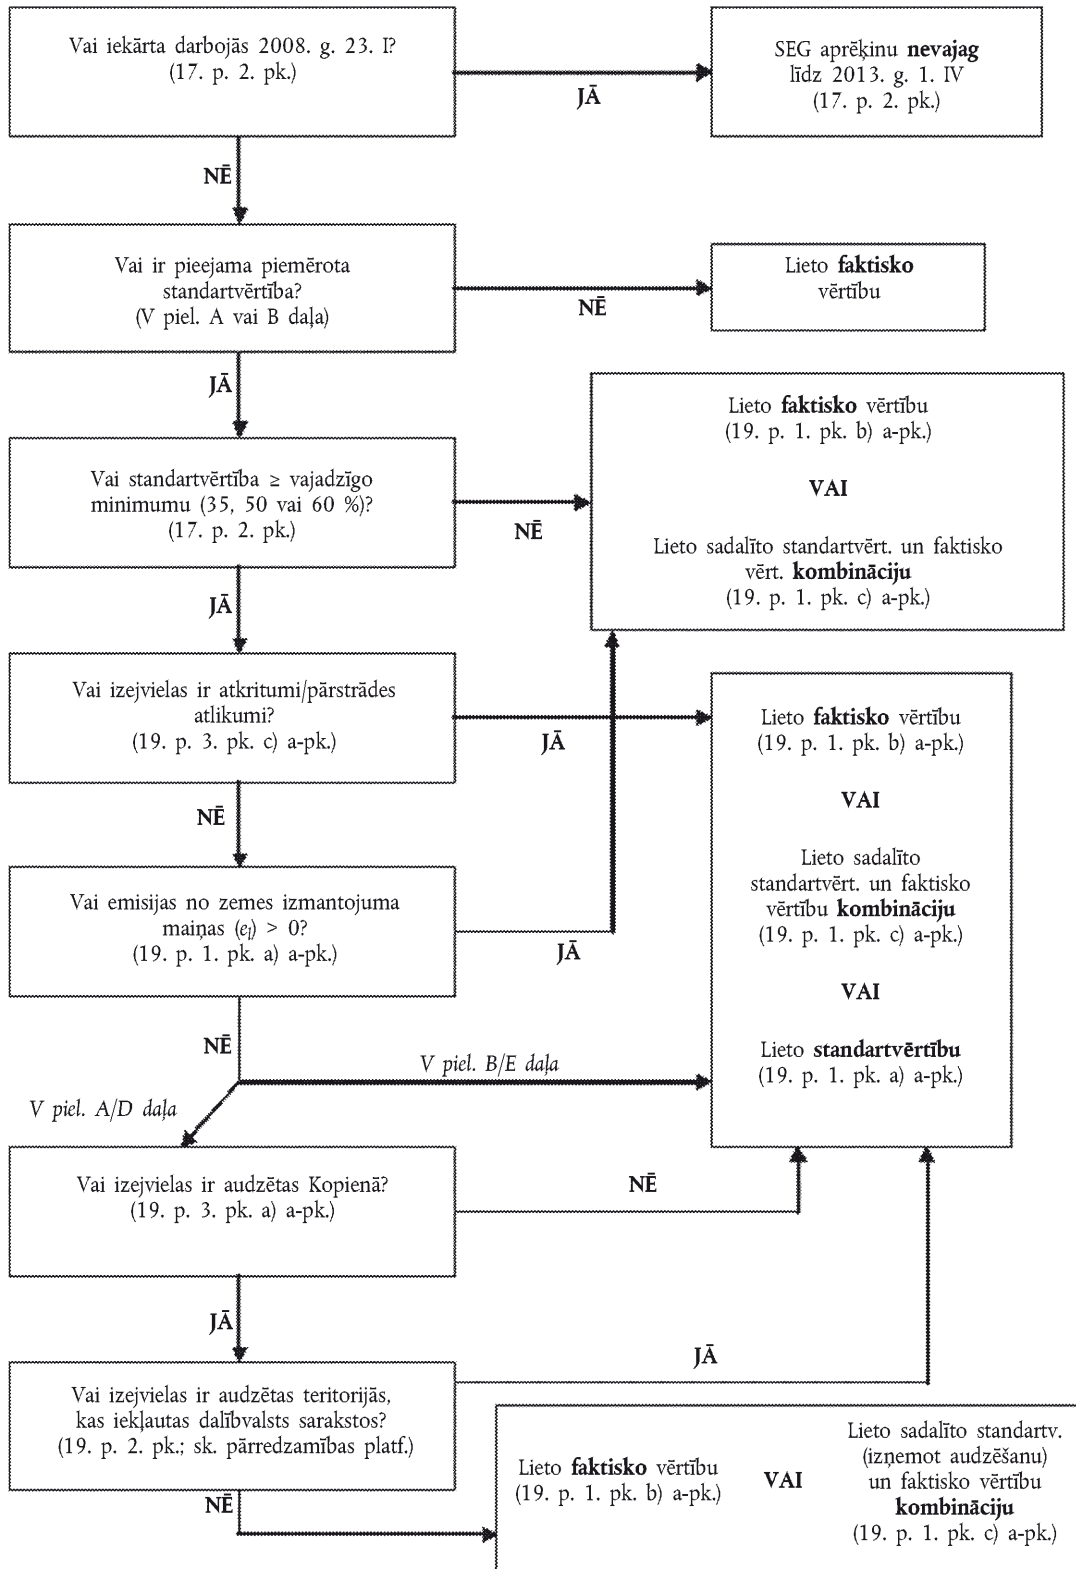 Vai iekārta darbojās 2008. g. 23. I?
(17. p. 2. pk.)
JĀ
SEG aprēķinu nevajag
līdz 2013. g. 1. IV
(17. p. 2. pk.)
NĒ
Vai ir pieejama piemērota
standartvērtība?
(V piel. A vai B daļa)
NĒ
Lieto faktisko
vērtību
JĀ
Vai standartvērtība ≥ vajadzīgo
minimumu (35, 50 vai 60 %)?
(17. p. 2. pk.)
NĒ
Lieto faktisko vērtību
(19. p. 1. pk. b) a-pk.)
VAI
Lieto sadalīto standartvērt. un faktisko
vērt. kombināciju
(19. p. 1. pk. c) a-pk.)
JĀ
Vai izejvielas ir atkritumi/pārstrādes
atlikumi?
(19. p. 3. pk. c) a-pk.)
JĀ
Lieto faktisko vērtību
(19. p. 1. pk. b) a-pk.)
VAI
Lieto sadalīto
standartvērt. un faktisko
vērtību kombināciju
(19. p. 1. pk. c) a-pk.)
VAI
Lieto standartvērtību
(19. p. 1. pk. a) a-pk.)
NĒ
Vai emisijas no zemes izmantojuma
maiņas (el) > 0?
(19. p. 1. pk. a) a-pk.)
JĀ
NĒ
V piel. B/E daļa
V piel. A/D daļa
Vai izejvielas ir audzētas Kopienā?
(19. p. 3. pk. a) a-pk.)
NĒ
JĀ
Vai izejvielas ir audzētas teritorijās,
kas iekļautas dalībvalsts sarakstos?
(19. p. 2. pk.; sk. pārredzamības platf.)
JĀ
NĒ
Lieto faktisko vērtību
(19. p. 1. pk. b) a-pk.)
VAI
Lieto sadalīto standartv.
(izņemot audzēšanu)
un faktisko vērtību
kombināciju
(19. p. 1. pk. c) a-pk.)